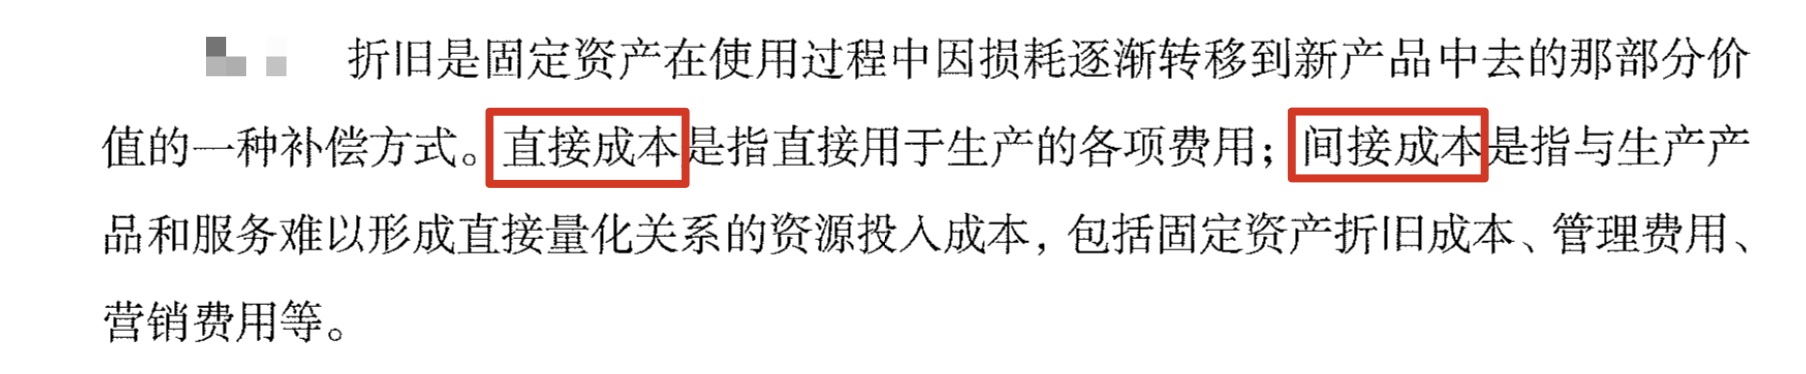 折旧是固定资产在使用过程中因损耗逐渐转移到新产品中去的那部分价
值的一种补偿方式。直接成本是指直接用于生产的各项费用；间接成本是指与生产产
品和服务难以形成直接量化关系的资源投入成本，包括固定资产折旧成本、管理费用、
营销费用等。